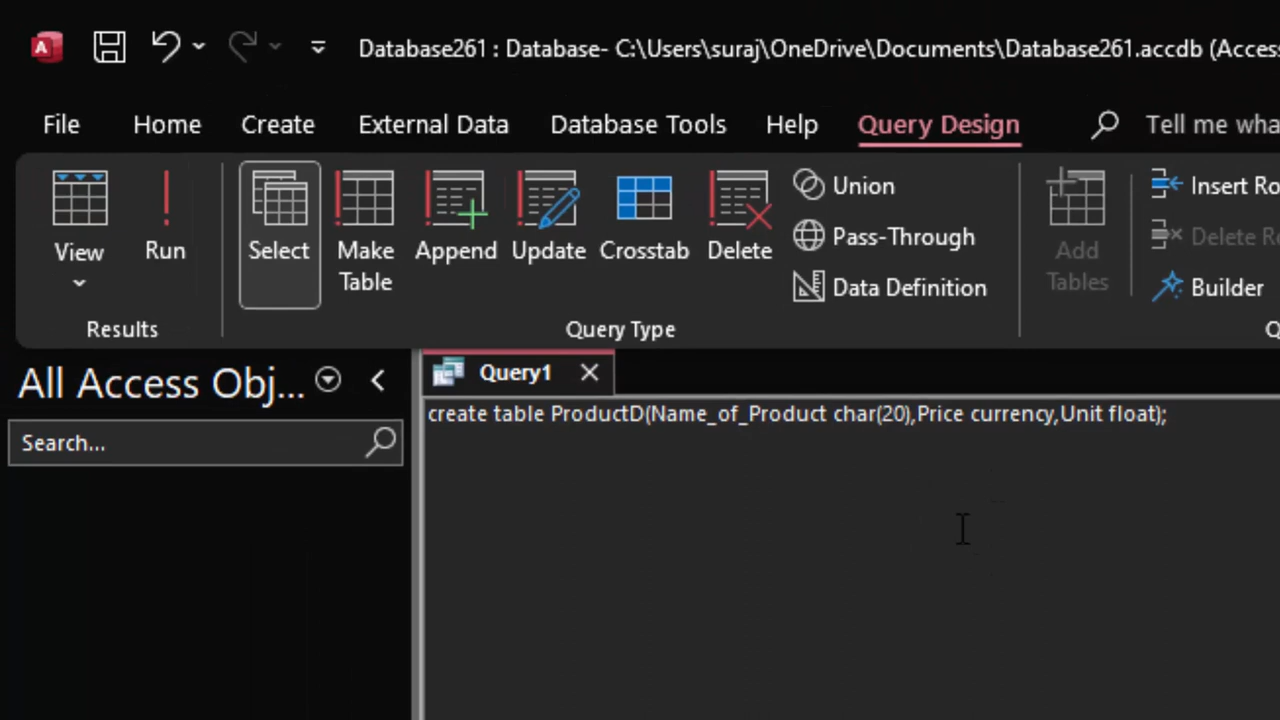 Database261 : Database- C:\Users\suraj\OneDrive\Documents\Database261.accdb (Access
File Home Create External Data Database Tools Help Query Design Tell me wha
View Run Select Make Table Append Update Crosstab Delete Union Pass-Through Data Definition Add Tables Insert Ro Delete Ro Builder
Results Query Type Q
All Access Obj...
Query1
Search...
create table ProductD(Name_of_Product char(20),Price currency,Unit float);